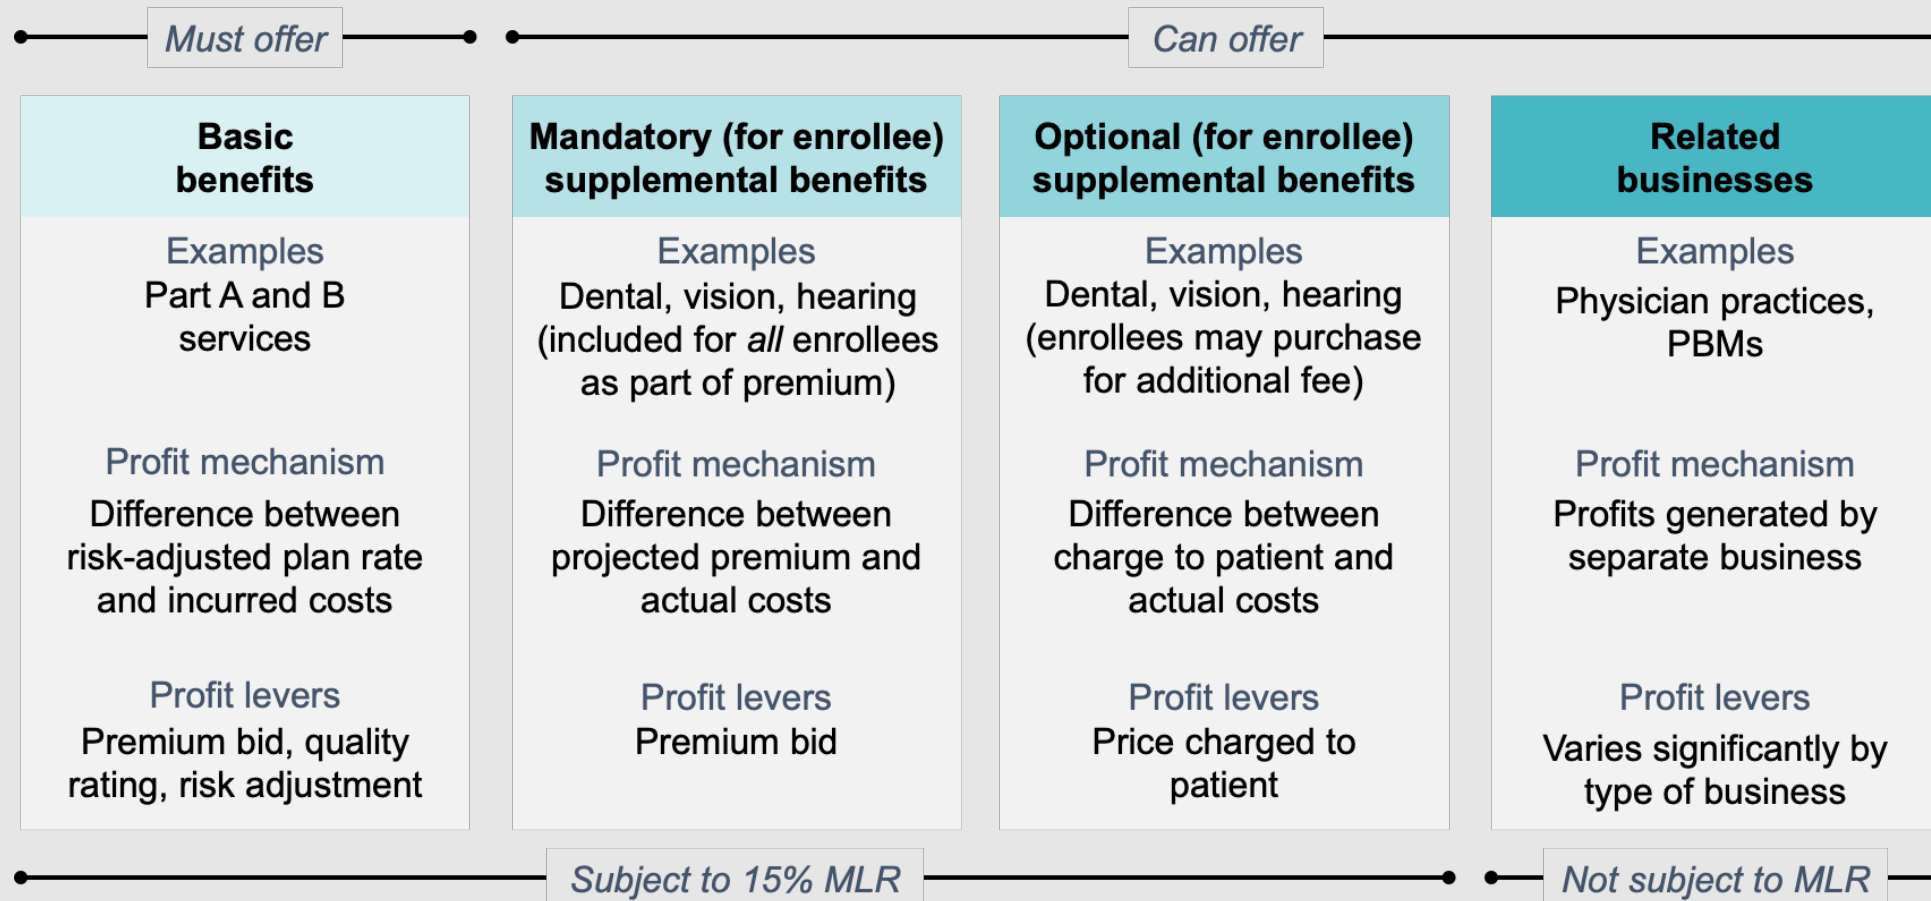 Must offer
Can offer
Basic
benefits
Examples
Part A and B
services
Profit mechanism
Difference between
risk-adjusted plan rate
and incurred costs
Profit levers
Premium bid, quality
rating, risk adjustment
Mandatory (for enrollee)
supplemental benefits
Examples
Dental, vision, hearing
(included for all enrollees
as part of premium)
Profit mechanism
Difference between
projected premium and
actual costs
Profit levers
Premium bid
Optional (for enrollee)
supplemental benefits
Examples
Dental, vision, hearing
(enrollees may purchase
for additional fee)
Profit mechanism
Difference between
charge to patient and
actual costs
Profit levers
Price charged to
patient
Related
businesses
Examples
Physician practices,
PBMs
Profit mechanism
Profits generated by
separate business
Profit levers
Varies significantly by
type of business
Subject to 15% MLR
Not subject to MLR